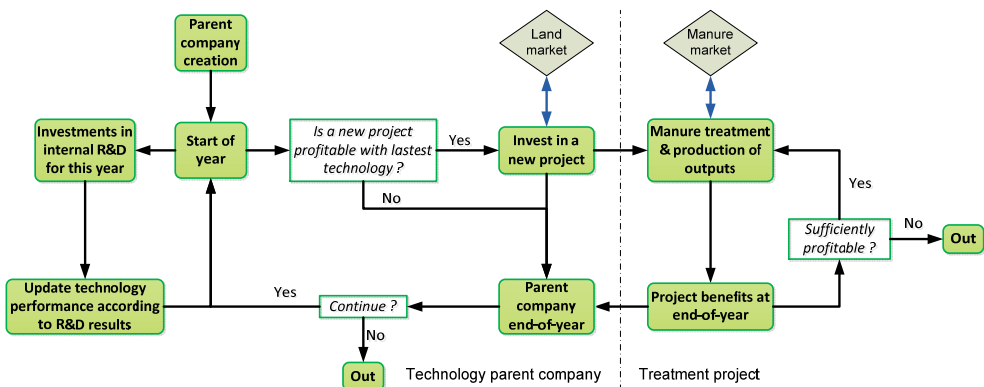 Parent
company
creation
Land
market
Manure
market
Investments in
internal R&D
for this year
Start of
year
Is a new project
profitable with lastest
technology ?
Yes
Invest in a
new project
Manure treatment
& production of
outputs
No
Yes
Sufficiently
profitable ?
No
Out
Update technology
performance according
to R&D results
Yes
Continue ?
Parent
company
end-of-year
Project benefits at
end-of-year
No
Out
Technology parent company
Treatment project